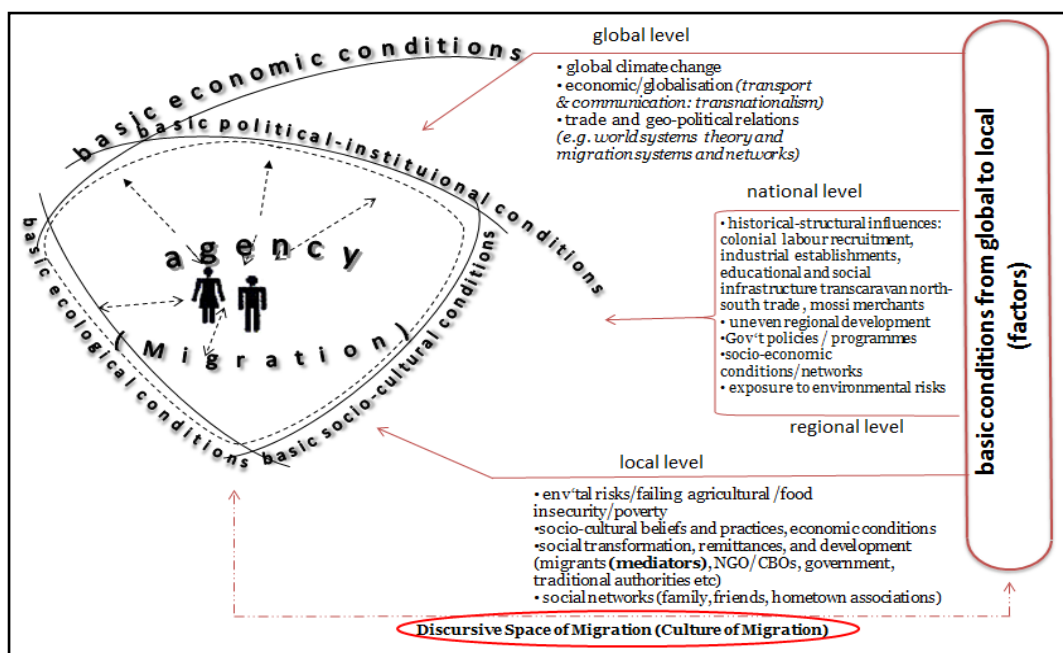 basic economic conditions
basic political-instituional conditions
basic ecological conditions
basic socio-cultural conditions
agency
(Migration)
global level
• global climate change
• economic/globalisation (transport
& communication: transnationalism)
• trade and geo-political relations
(e.g. world systems theory and
migration systems and networks)
national level
• historical-structural influences:
colonial labour recruitment,
industrial establishments,
educational and social
infrastructure transcaravan north-
south trade , mossi merchants
• uneven regional development
•Gov't policies / programmes
•socio-economic
conditions/networks
• exposure to environmental risks
regional level
local level
• env'tal risks/failing agricultural /food
insecurity/poverty
•socio-cultural beliefs and practices, economic conditions
•social transformation, remittances, and development
(migrants (mediators), NGO/CBOs, government,
traditional authorities etc)
• social networks (family, friends, hometown associations)
Discursive Space of Migration (Culture of Migration)
basic conditions from global to local
(factors)